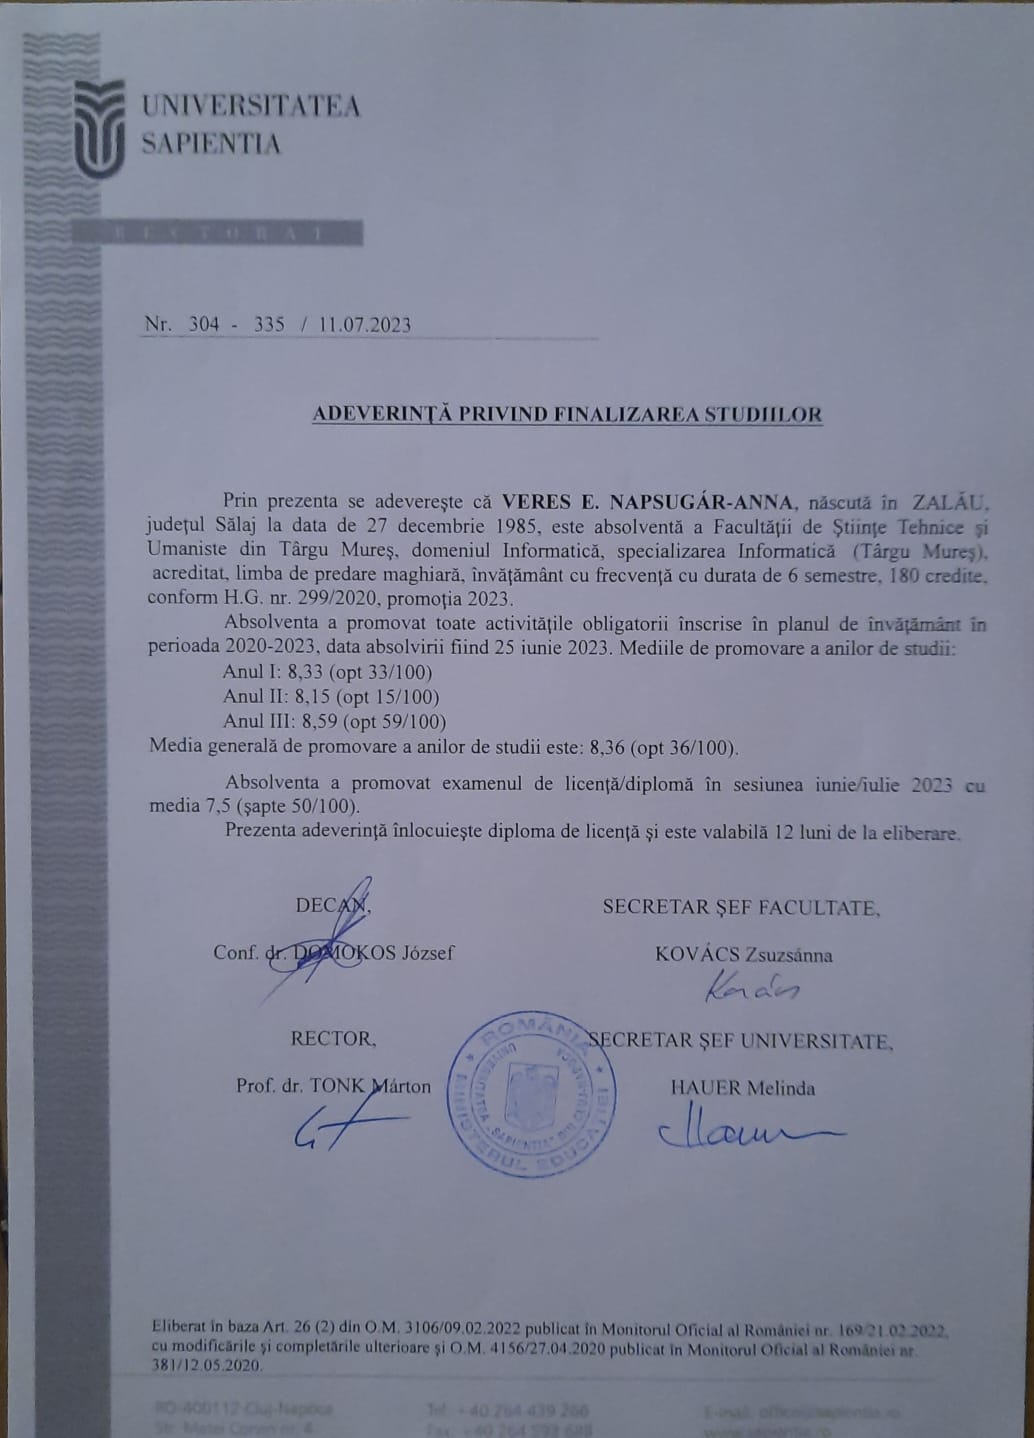 UNIVERSITATEA
SAPIENTIA
RECTORAT
Nr. 304 - 335 / 11.07.2023
ADEVERINȚĂ PRIVIND FINALIZAREA STUDIILOR
Prin prezenta se adeverește că VERES E. NAPSUGÁR-ANNA, născută în ZALĂU,
județul Sălaj la data de 27 decembrie 1985, este absolventă a Facultății de Științe Tehnice și
Umaniste din Târgu Mureș, domeniul Informatică, specializarea Informatică (Târgu Mureș),
acreditat, limba de predare maghiară, învățământ cu frecvență cu durata de 6 semestre, 180 credite,
conform H.G. nr. 299/2020, promoția 2023.
Absolventa a promovat toate activitățile obligatorii înscrise în planul de învățământ în
perioada 2020-2023, data absolvirii fiind 25 iunie 2023. Mediile de promovare a anilor de studii:
Anul I: 8,33 (opt 33/100)
Anul II: 8,15 (opt 15/100)
Anul III: 8,59 (opt 59/100)
Media generală de promovare a anilor de studii este: 8,36 (opt 36/100).
Absolventa a promovat examenul de licență/diplomă în sesiunea iunie/iulie 2023 cu
media 7,5 (șapte 50/100).
Prezenta adeverință înlocuiește diploma de licență și este valabilă 12 luni de la eliberare.
DECAN, SECRETAR ȘEF FACULTATE,
Conf. dr. DOMOKOS József KOVÁCS Zsuzsánna
Kovács
RECTOR, SECRETAR ȘEF UNIVERSITATE,
Prof. dr. TONK Márton HAUER Melinda
ROMÂNIA
MINISTERUL EDUCAȚIEI
UNIVERSITATEA "SAPIENTIA" DIN CLUJ-NAPOCA
Eliberat în baza Art. 26 (2) din O.M. 3106/09.02.2022 publicat în Monitorul Oficial al României nr. 169/21.02.2022,
cu modificările și completările ulterioare și O.M. 4156/27.04.2020 publicat în Monitorul Oficial al României nr.
381/12.05.2020.
RO-400112 Cluj-Napoca Tel: +40 264 439 266 E-mail: office@sapientia.ro
Str. Matei Corvin nr. 4 Fax: +40 264 593 688 www.sapientia.ro